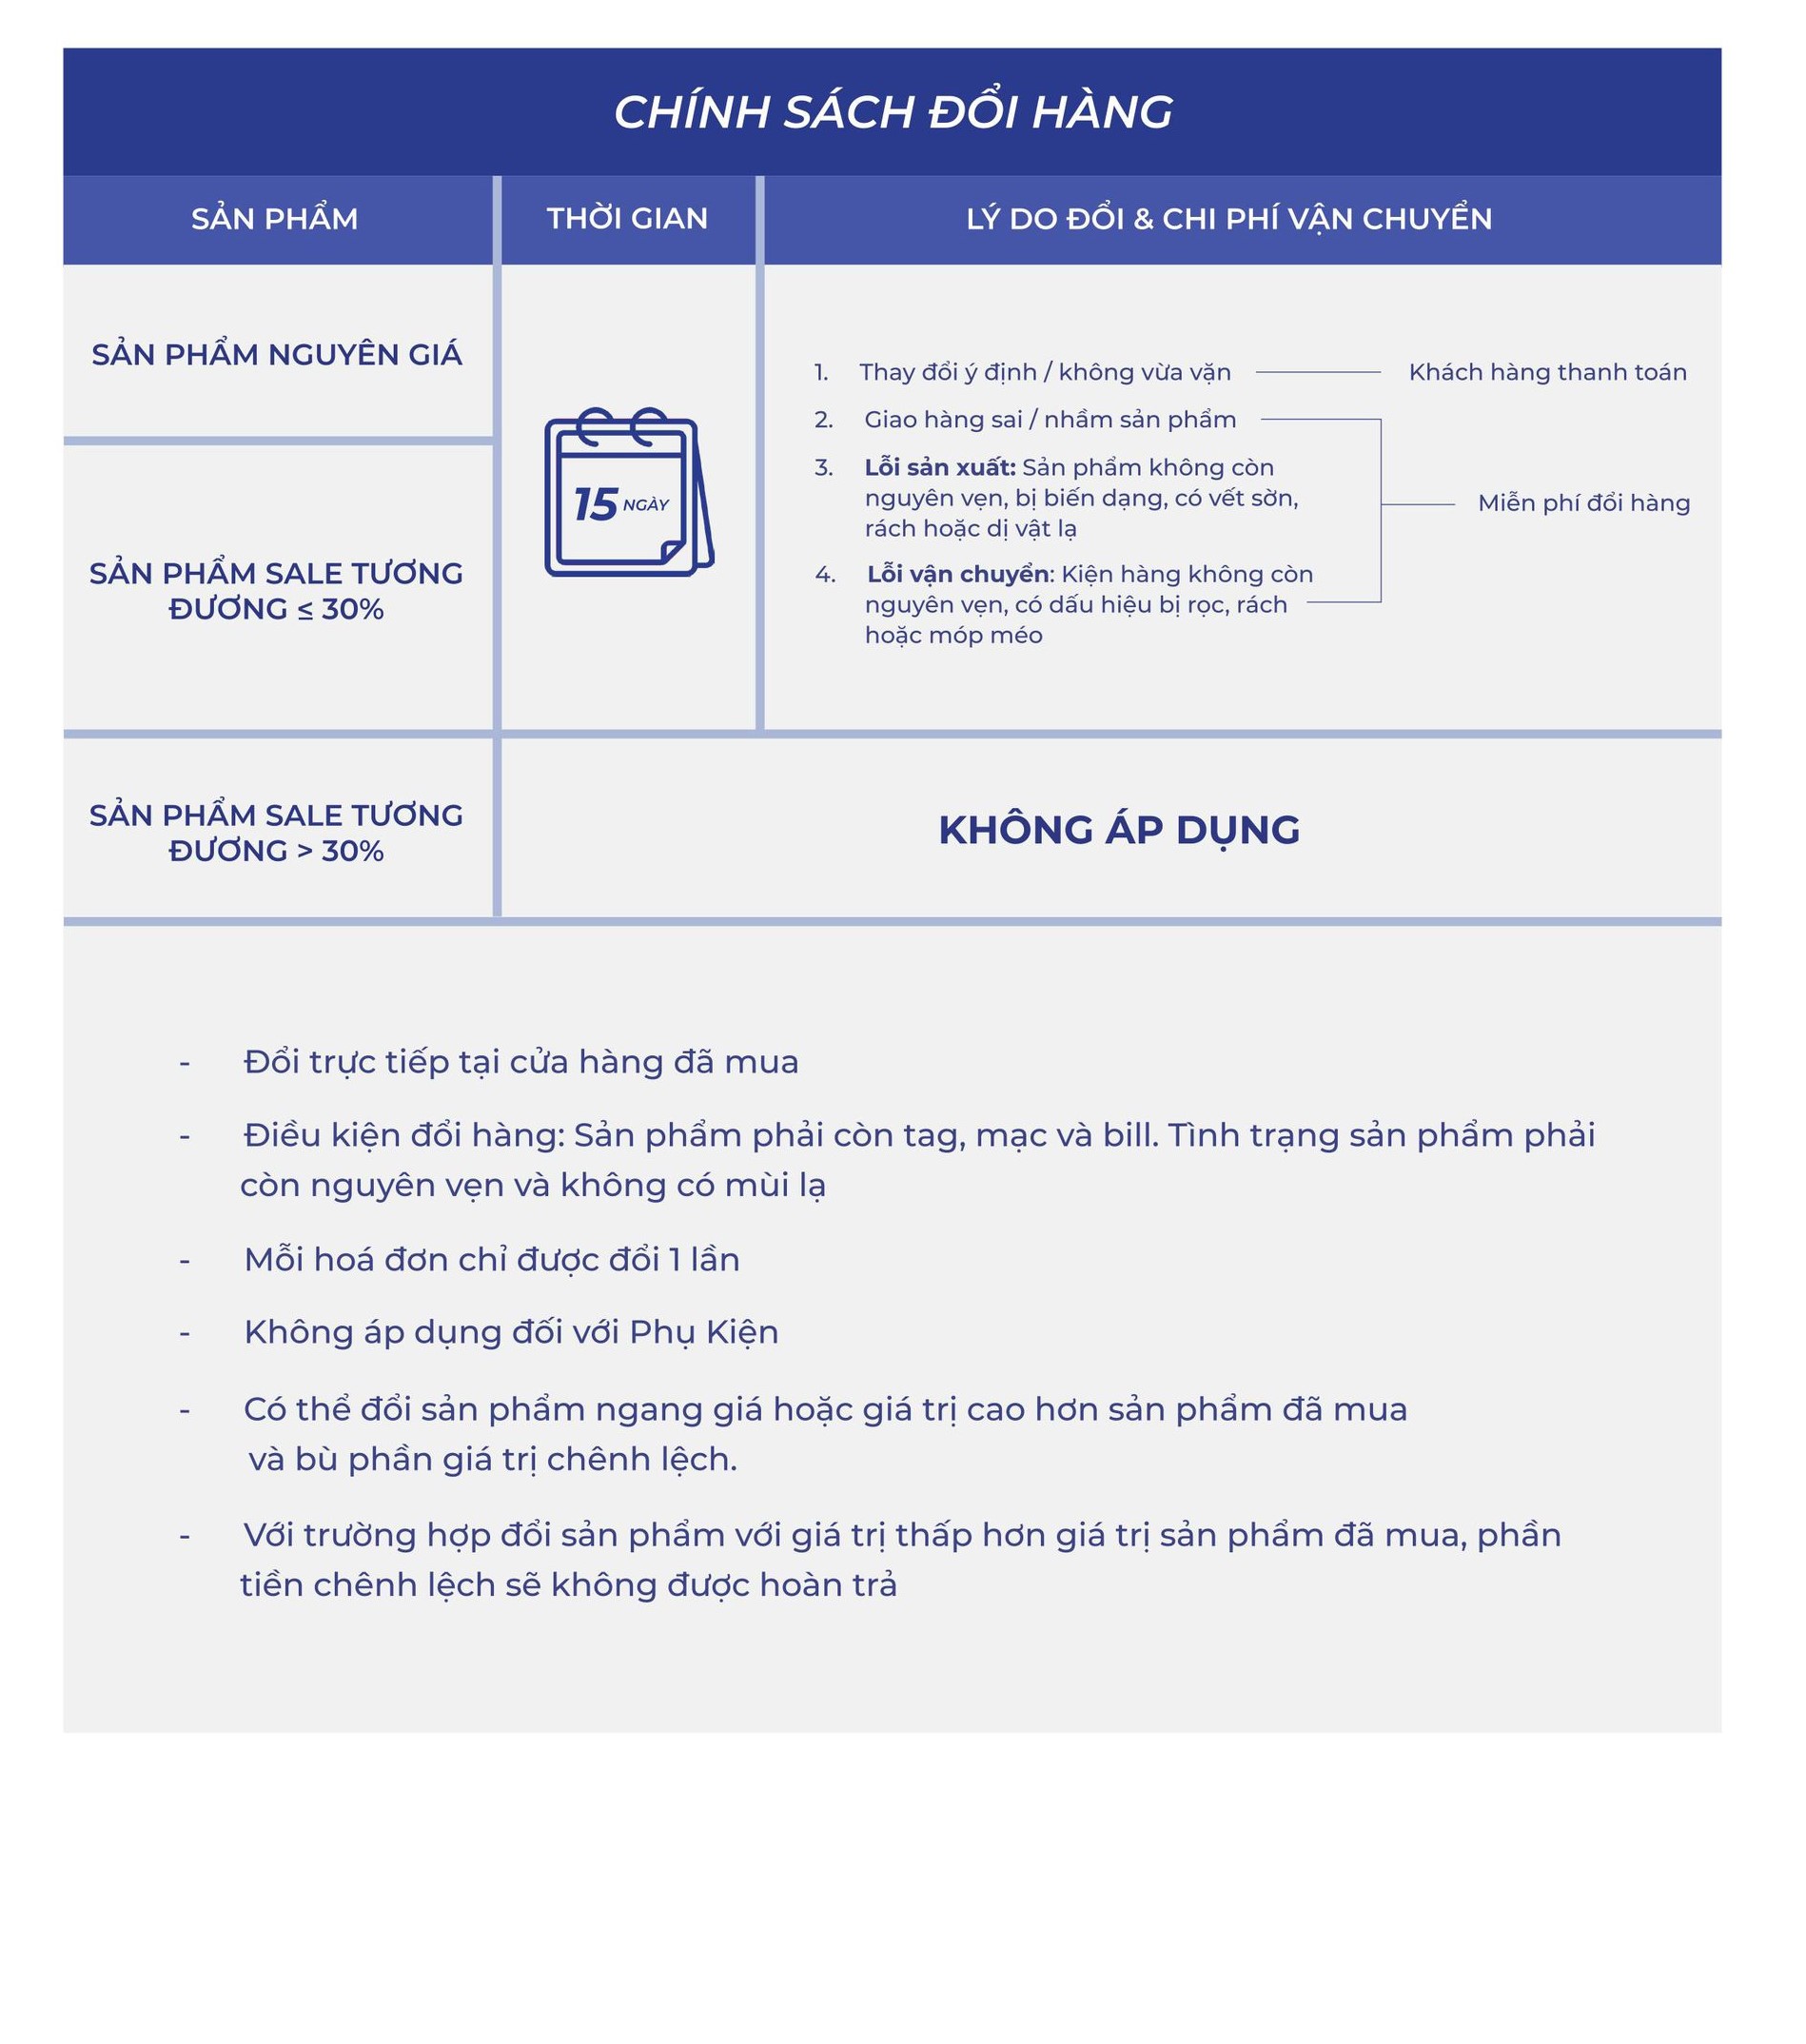 CHÍNH SÁCH ĐỔI HÀNG
SẢN PHẨM
THỜI GIAN
LÝ DO ĐỔI & CHI PHÍ VẬN CHUYỂN
SẢN PHẨM NGUYÊN GIÁ
SẢN PHẨM SALE TƯƠNG
ĐƯƠNG ≤ 30%
15 NGÀY
1. Thay đổi ý định / không vừa vặn
Khách hàng thanh toán
2. Giao hàng sai / nhầm sản phẩm
3. Lỗi sản xuất: Sản phẩm không còn
nguyên vẹn, bị biến dạng, có vết sờn,
rách hoặc dị vật lạ
4. Lỗi vận chuyển: Kiện hàng không còn
nguyên vẹn, có dấu hiệu bị rọc, rách
hoặc móp méo
Miễn phí đổi hàng
SẢN PHẨM SALE TƯƠNG
ĐƯƠNG > 30%
KHÔNG ÁP DỤNG
- Đổi trực tiếp tại cửa hàng đã mua
- Điều kiện đổi hàng: Sản phẩm phải còn tag, mạc và bill. Tình trạng sản phẩm phải
còn nguyên vẹn và không có mùi lạ
- Mỗi hoá đơn chỉ được đổi 1 lần
- Không áp dụng đối với Phụ Kiện
- Có thể đổi sản phẩm ngang giá hoặc giá trị cao hơn sản phẩm đã mua
và bù phần giá trị chênh lệch.
- Với trường hợp đổi sản phẩm với giá trị thấp hơn giá trị sản phẩm đã mua, phần
tiền chênh lệch sẽ không được hoàn trả